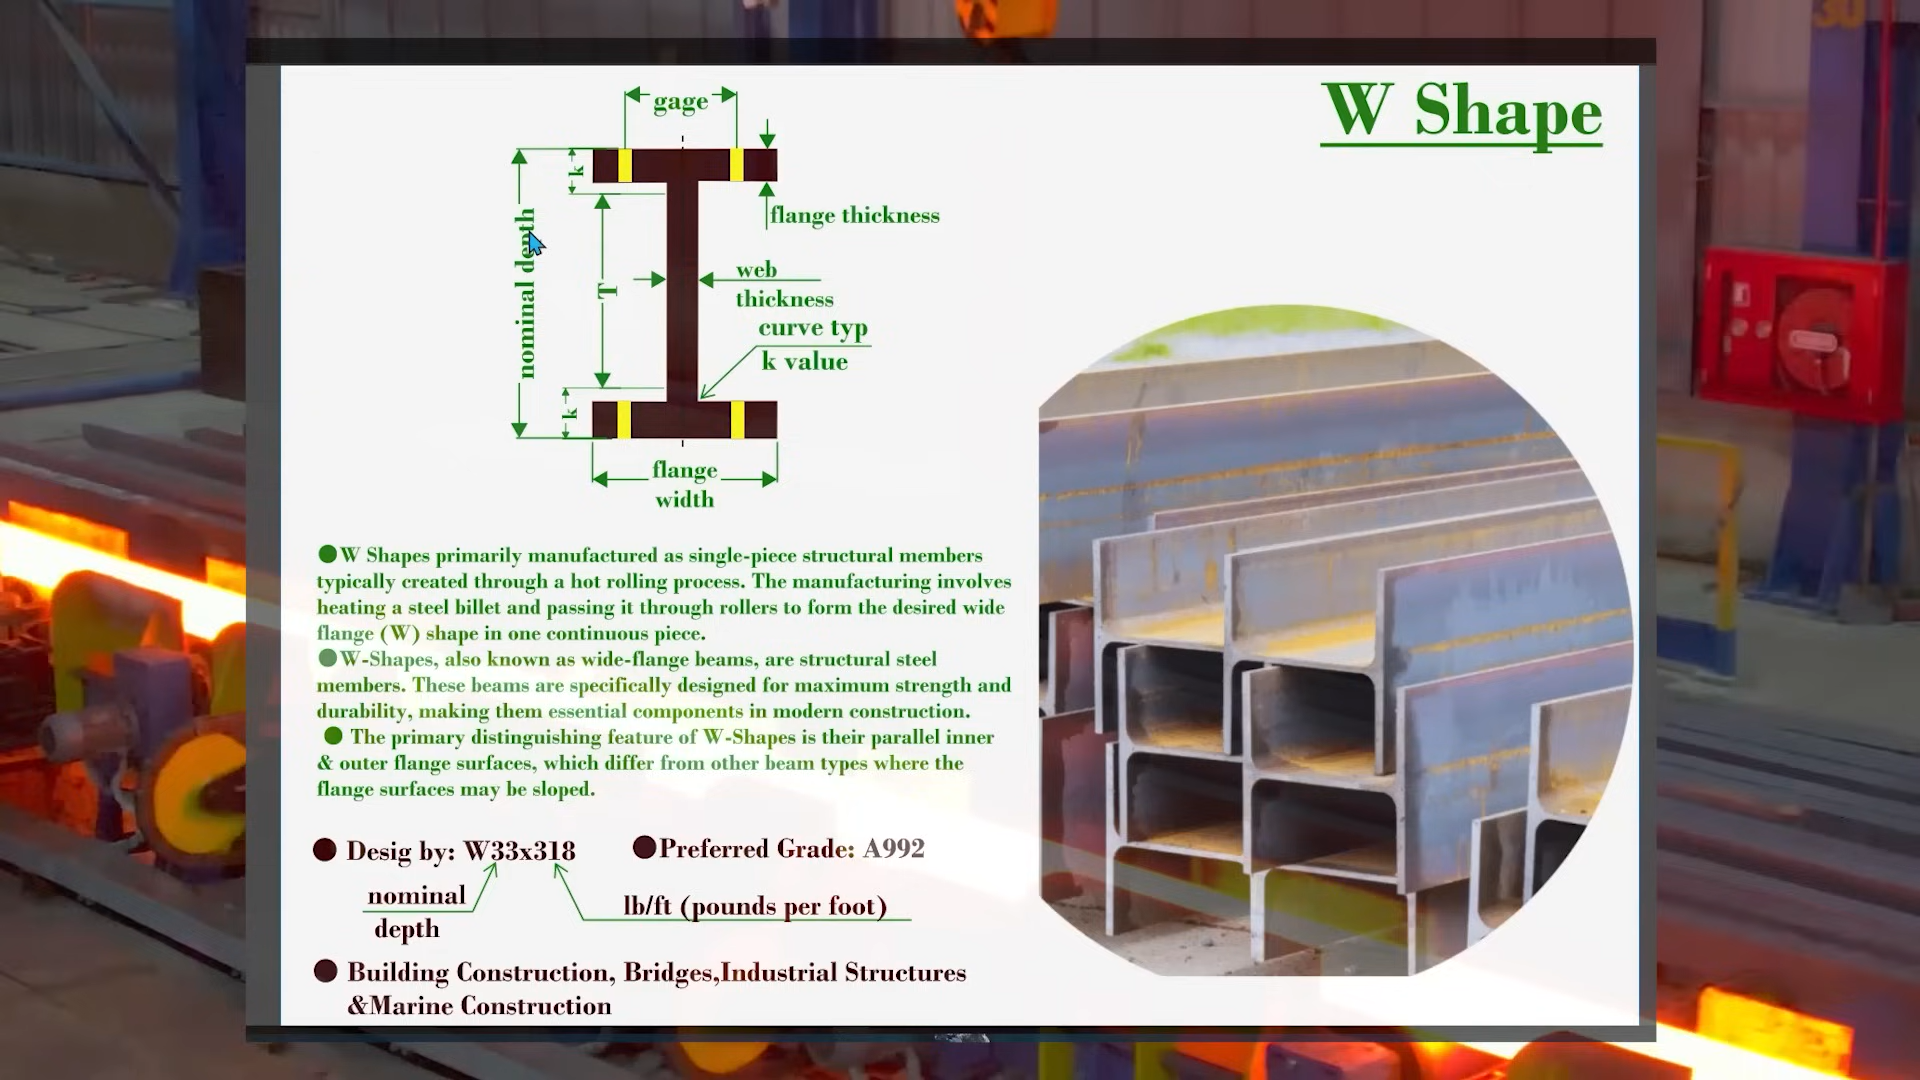 30
W Shape
gage
k
flange thickness
nominal depth
T
web
thickness
curve typ
k value
k
flange
width
●W Shapes primarily manufactured as single-piece structural members
typically created through a hot rolling process. The manufacturing involves
heating a steel billet and passing it through rollers to form the desired wide
flange (W) shape in one continuous piece.
●W-Shapes, also known as wide-flange beams, are structural steel
members. These beams are specifically designed for maximum strength and
durability, making them essential components in modern construction.
● The primary distinguishing feature of W-Shapes is their parallel inner
& outer flange surfaces, which differ from other beam types where the
flange surfaces may be sloped.
● Desig by: W33x318
●Preferred Grade: A992
nominal
depth
lb/ft (pounds per foot)
● Building Construction, Bridges,Industrial Structures
&Marine Construction